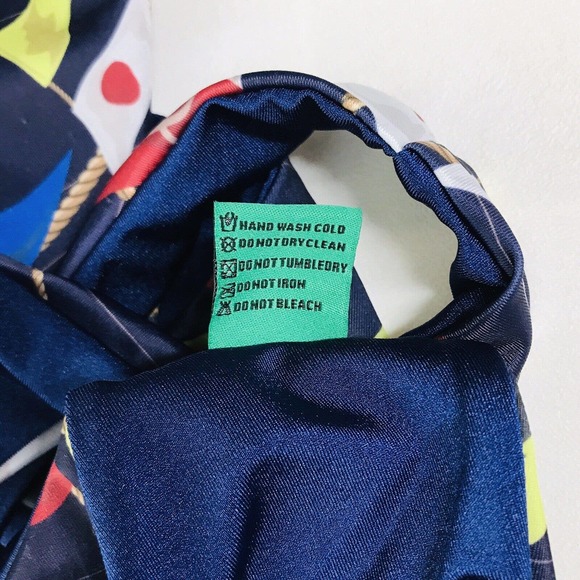 HAND WASH COLD
DO NOT DRY CLEAN
DO NOT TUMBLE DRY
DO NOT IRON
DO NOT BLEACH